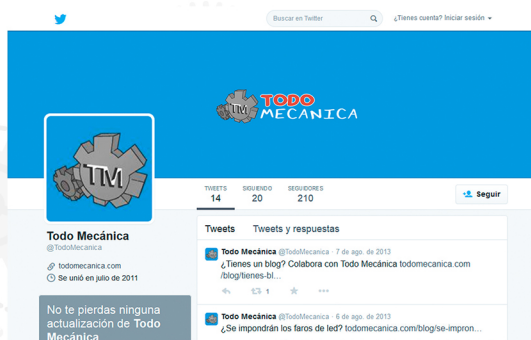 Buscar en Twitter
¿Tienes cuenta? Iniciar sesión
TM
TODO
MECANICA
TM
TWEETS
14
SIGUIENDO
20
SEGUIDORES
210
Seguir
Todo Mecánica
@TodoMecanica
todomecanica.com
Se unió en julio de 2011
No te pierdas ninguna
actualización de Todo
Mecánica
Tweets Tweets y respuestas
Todo Mecánica @TodoMecanica · 7 de ago. de 2013
¿Tienes un blog? Colabora con Todo Mecánica todomecanica.com
/blog/tienes-bl…
1
Todo Mecánica @TodoMecanica · 6 de ago. de 2013
¿Se impondrán los faros de led? todomecanica.com/blog/se-impron…